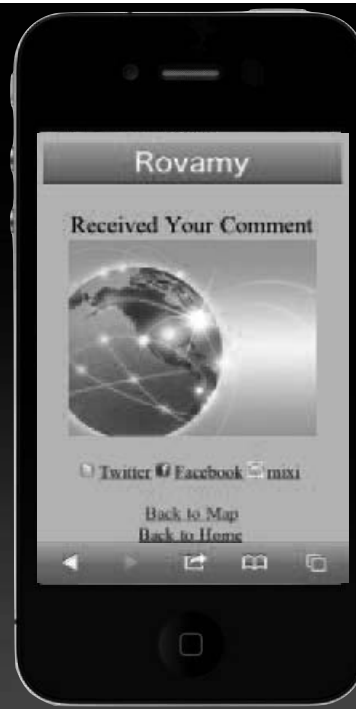 Rovamy
Received Your Comment
Twitter Facebook mixi
Back to Map
Back to Home